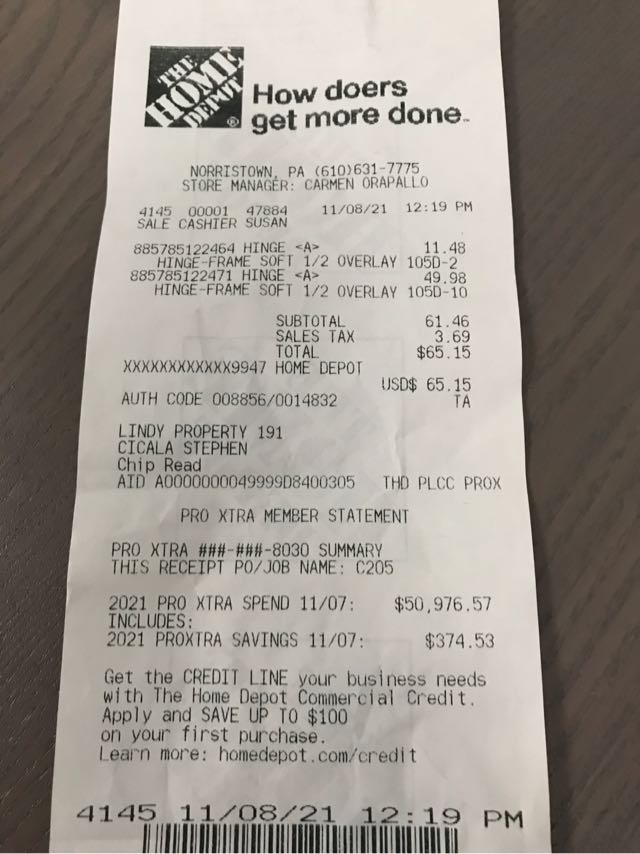 THE
HOME
DEPOT
®
How doers
get more done™
NORRISTOWN, PA (610)631-7775
STORE MANAGER: CARMEN ORAPALLO
4145 00001 47884 11/08/21 12:19 PM
SALE CASHIER SUSAN
885785122464 HINGE <A> 11.48
HINGE-FRAME SOFT 1/2 OVERLAY 105D-2
885785122471 HINGE <A> 49.98
HINGE-FRAME SOFT 1/2 OVERLAY 105D-10
SUBTOTAL 61.46
SALES TAX 3.69
TOTAL $65.15
XXXXXXXXXXXX9947 HOME DEPOT
USD$ 65.15
AUTH CODE 008856/0014832 TA
LINDY PROPERTY 191
CICALA STEPHEN
Chip Read
AID A0000000049999D8400305 THD PLCC PROX
PRO XTRA MEMBER STATEMENT
PRO XTRA ###-###-8030 SUMMARY
THIS RECEIPT PO/JOB NAME: C205
2021 PRO XTRA SPEND 11/07: $50,976.57
INCLUDES:
2021 PROXTRA SAVINGS 11/07: $374.53
Get the CREDIT LINE your business needs
with The Home Depot Commercial Credit.
Apply and SAVE UP TO $100
on your first purchase.
Learn more: homedepot.com/credit
4145 11/08/21 12:19 PM